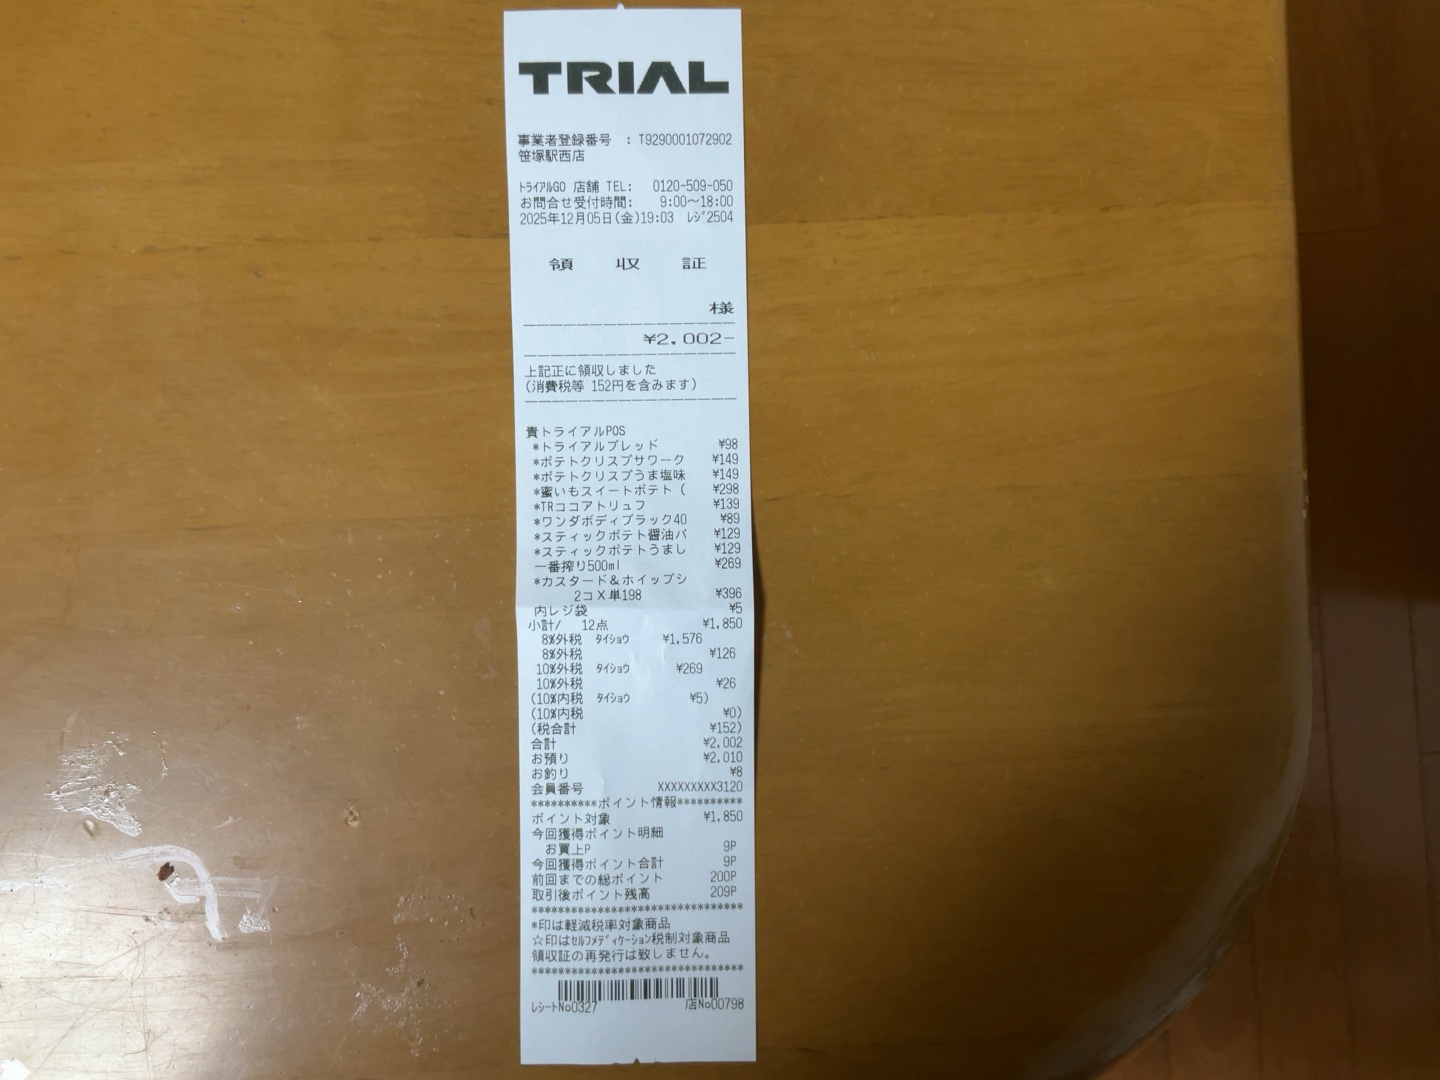 TRIAL
事業者登録番号 : T9290001072902
笹塚駅西店
ﾄﾗｲｱﾙGO 店舗 TEL: 0120-509-050
お問合せ受付時間: 9:00～18:00
2025年12月05日(金)19:03 ﾚｼﾞ2504
領 収 証
様
¥2,002-
上記正に領収しました
(消費税等 152円を含みます)
責トライアルPOS
*トライアルブレッド ¥98
*ポテトクリスプサワーク ¥149
*ポテトクリスプうま塩味 ¥149
*蜜いもスイートポテト( ¥298
*TRココアトリュフ ¥139
*ワンダボディブラック40 ¥89
*スティックポテト醤油バ ¥129
*スティックポテトうまし ¥129
一番搾り500ml ¥269
*カスタード＆ホイップシ
2コX単198 ¥396
内レジ袋 ¥5
小計/ 12点 ¥1,850
8%外税 ﾀｲｼｮｳ ¥1,576
8%外税 ¥126
10%外税 ﾀｲｼｮｳ ¥269
10%外税 ¥26
(10%内税 ﾀｲｼｮｳ ¥5)
(10%内税 ¥0)
(税合計 ¥152)
合計 ¥2,002
お預り ¥2,010
お釣り ¥8
会員番号 XXXXXXXXX3120
**********ポイント情報**********
ポイント対象 ¥1,850
今回獲得ポイント明細
お買上P 9P
今回獲得ポイント合計 9P
前回までの総ポイント 200P
取引後ポイント残高 209P
********************************
*印は軽減税率対象商品
☆印はｾﾙﾌﾒﾃﾞｨｹｰｼｮﾝ税制対象商品
領収証の再発行は致しません。
********************************
ﾚｼｰﾄNo0327 /店No00798